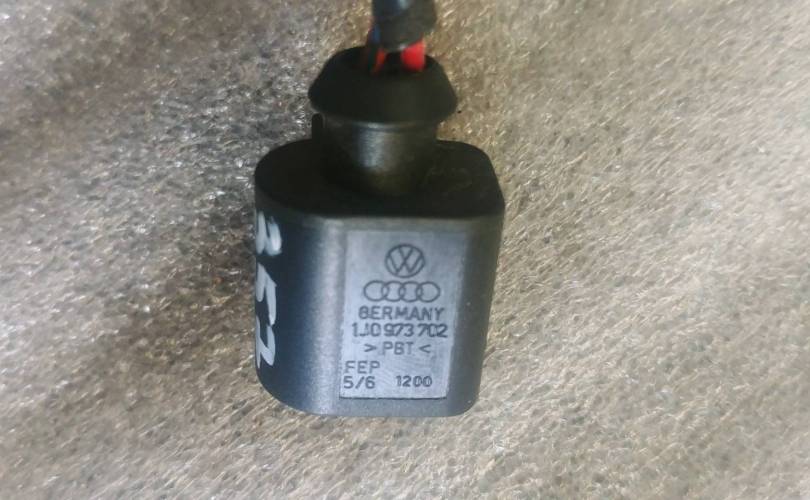 GERMANY
1J0 973 702
> PBT <
FEP
5/6 1200